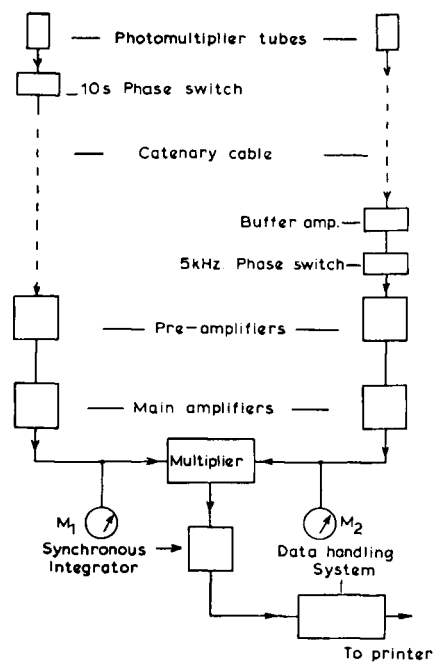 Photomultiplier tubes
10s Phase switch
Catenary cable
Buffer amp.
5kHz Phase switch
Pre-amplifiers
Main amplifiers
Multiplier
M1
M2
Synchronous
Integrator
Data handling
System
To printer